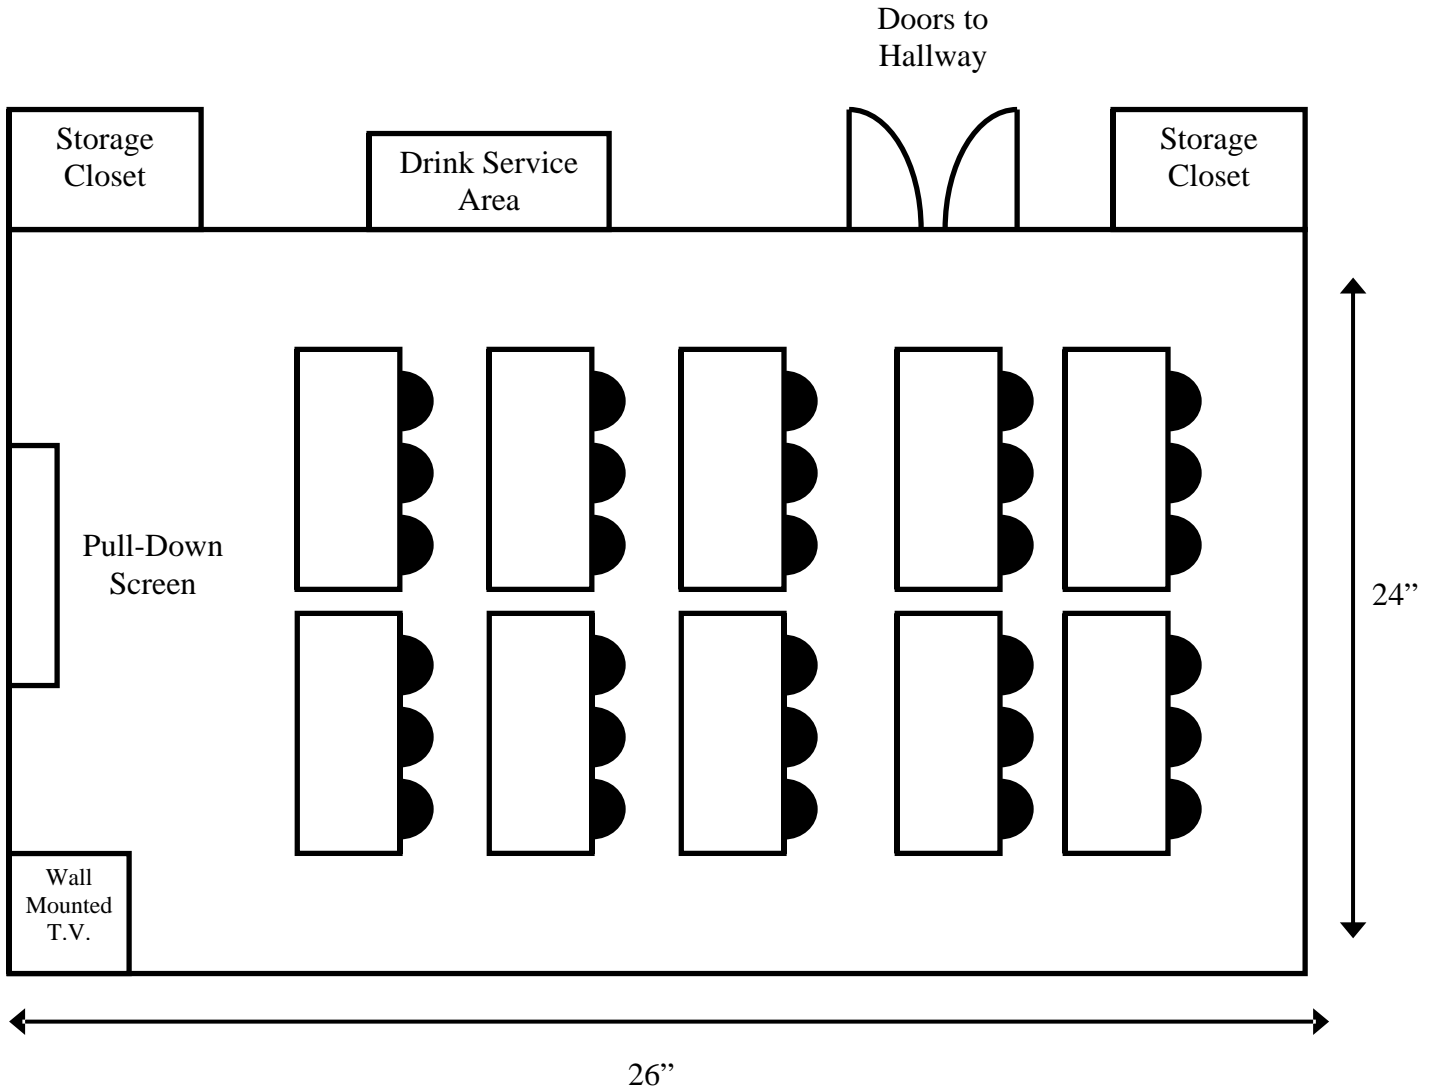 Doors to
Hallway
Storage
Closet
Drink Service
Area
Storage
Closet
Pull-Down
Screen
24”
Wall
Mounted
T.V.
26”